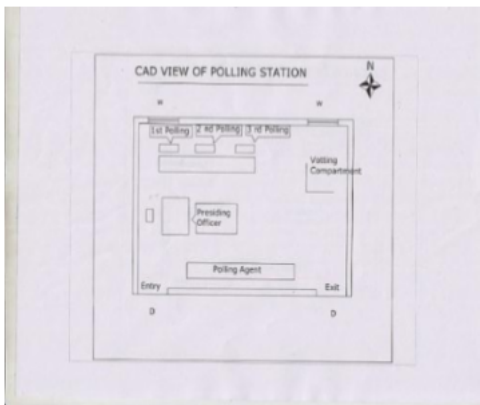 N
CAD VIEW OF POLLING STATION
W W
1st Polling 2 nd Polling 3 rd Polling
Votiing
Compartment
Presiding
Officer
Polling Agent
Entry Exit
D D